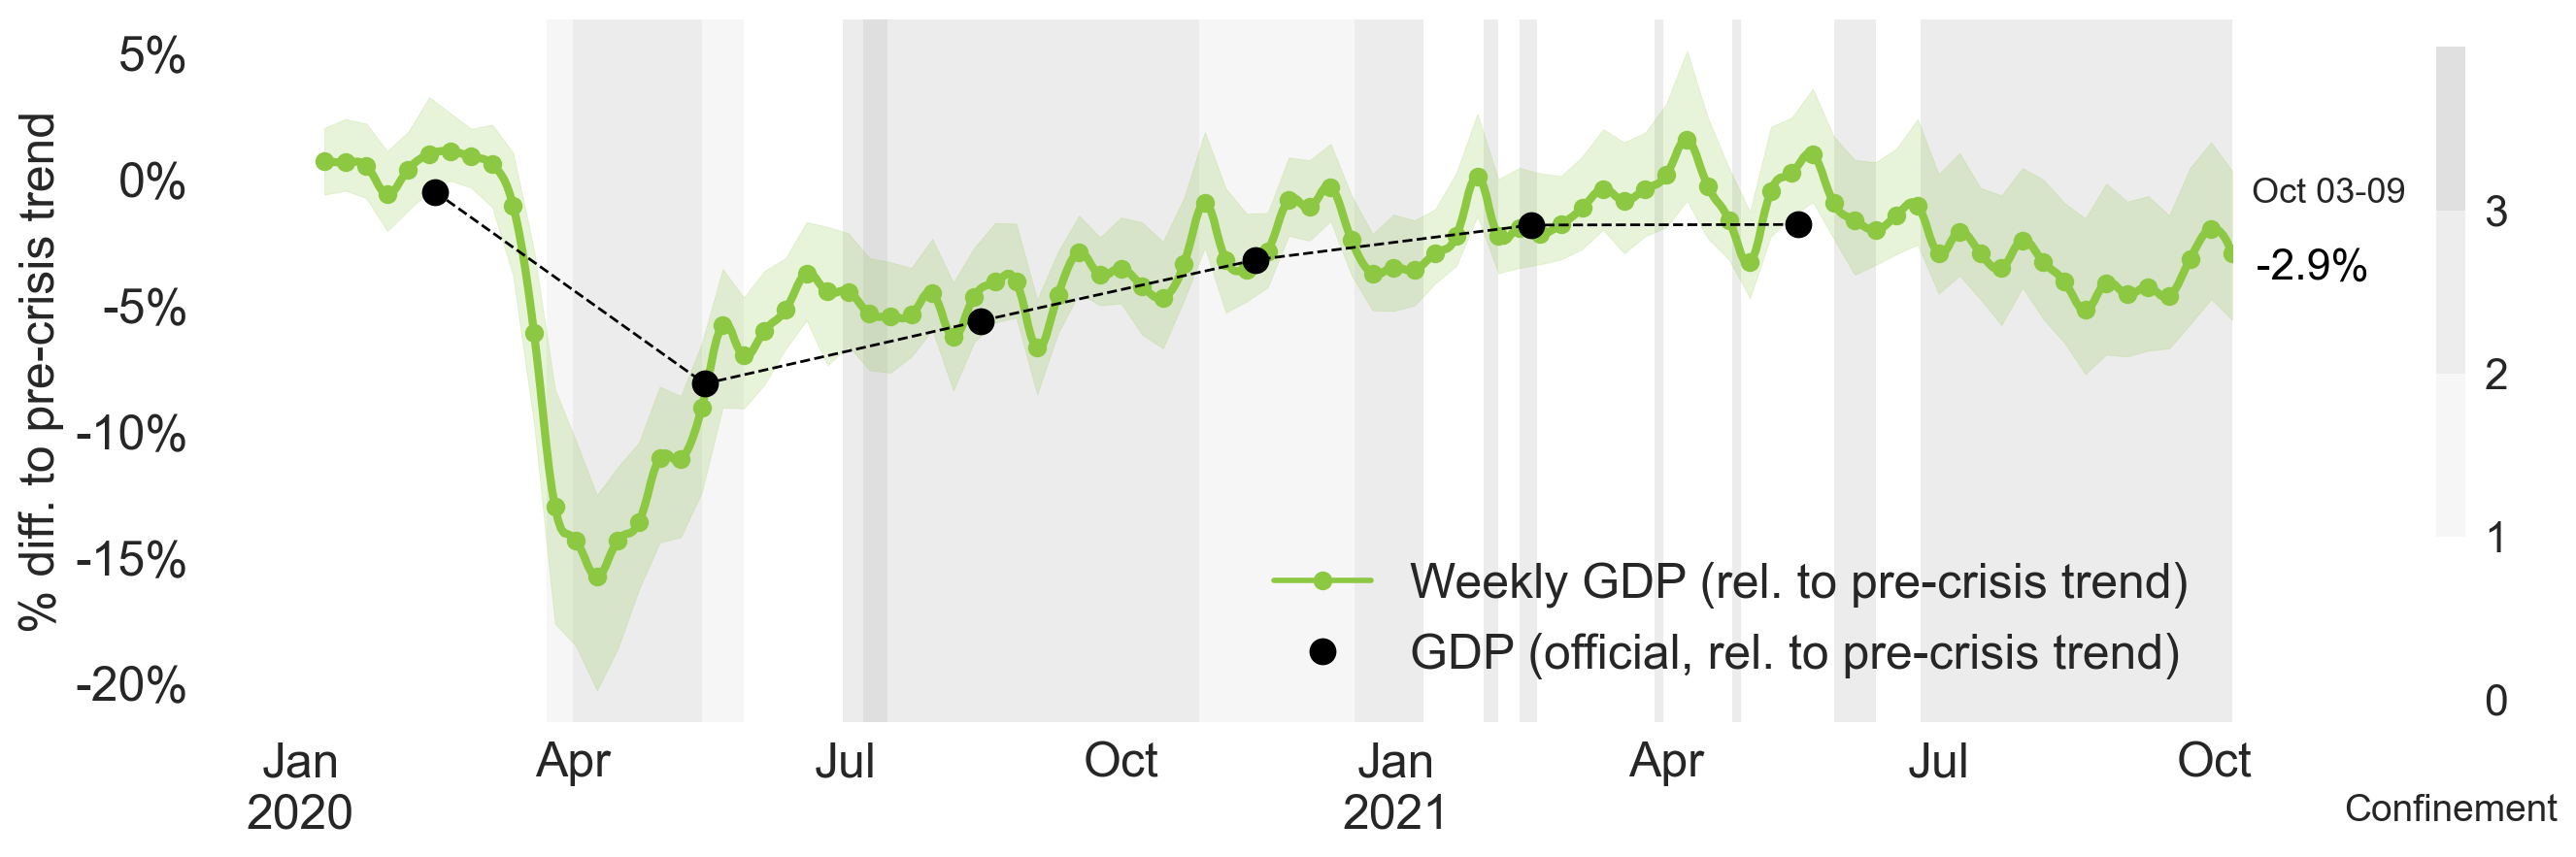 % diff. to pre-crisis trend
5%
0%
-5%
-10%
-15%
-20%
Oct 03-09
-2.9%
Weekly GDP (rel. to pre-crisis trend)
GDP (official, rel. to pre-crisis trend)
3
2
1
0
Jan Apr Jul Oct Jan Apr Jul Oct
2020 2021
Confinement